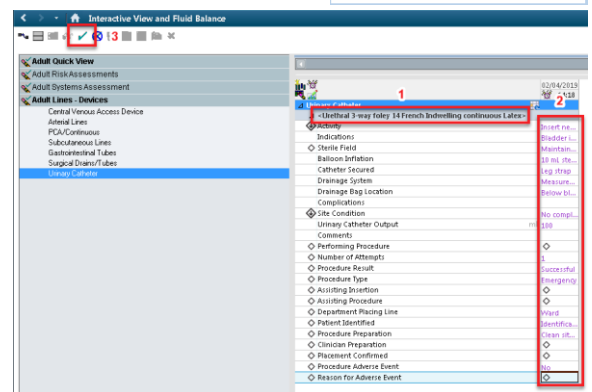 Interactive View and Fluid Balance
3
Adult Quick View
Adult Risk Assessments
Adult Systems Assessment
Adult Lines - Devices
Central Venous Access Device
Arterial Lines
PCA/Continuous
Subcutaneous Lines
Gastrointestinal Tubes
Surgical Drains/Tubes
Urinary Catheter
1
02/04/2019
2
Urinary Catheter
<Urethral 3-way foley 14 French Indwelling continuous Latex>
Activity Insert ne...
Indications Bladder i...
Sterile Field Maintain...
Balloon Inflation 10 mL ste...
Catheter Secured Leg strap
Drainage System Measure...
Drainage Bag Location Below bl...
Complications
Site Condition No compl...
Urinary Catheter Output 100
Comments
Performing Procedure
Number of Attempts 1
Procedure Result Successful
Procedure Type Emergency
Assisting Insertion
Assisting Procedure
Department Placing Line Ward
Patient Identified Identifica...
Procedure Preparation Clean sit...
Clinician Preparation
Placement Confirmed
Procedure Adverse Event No
Reason for Adverse Event